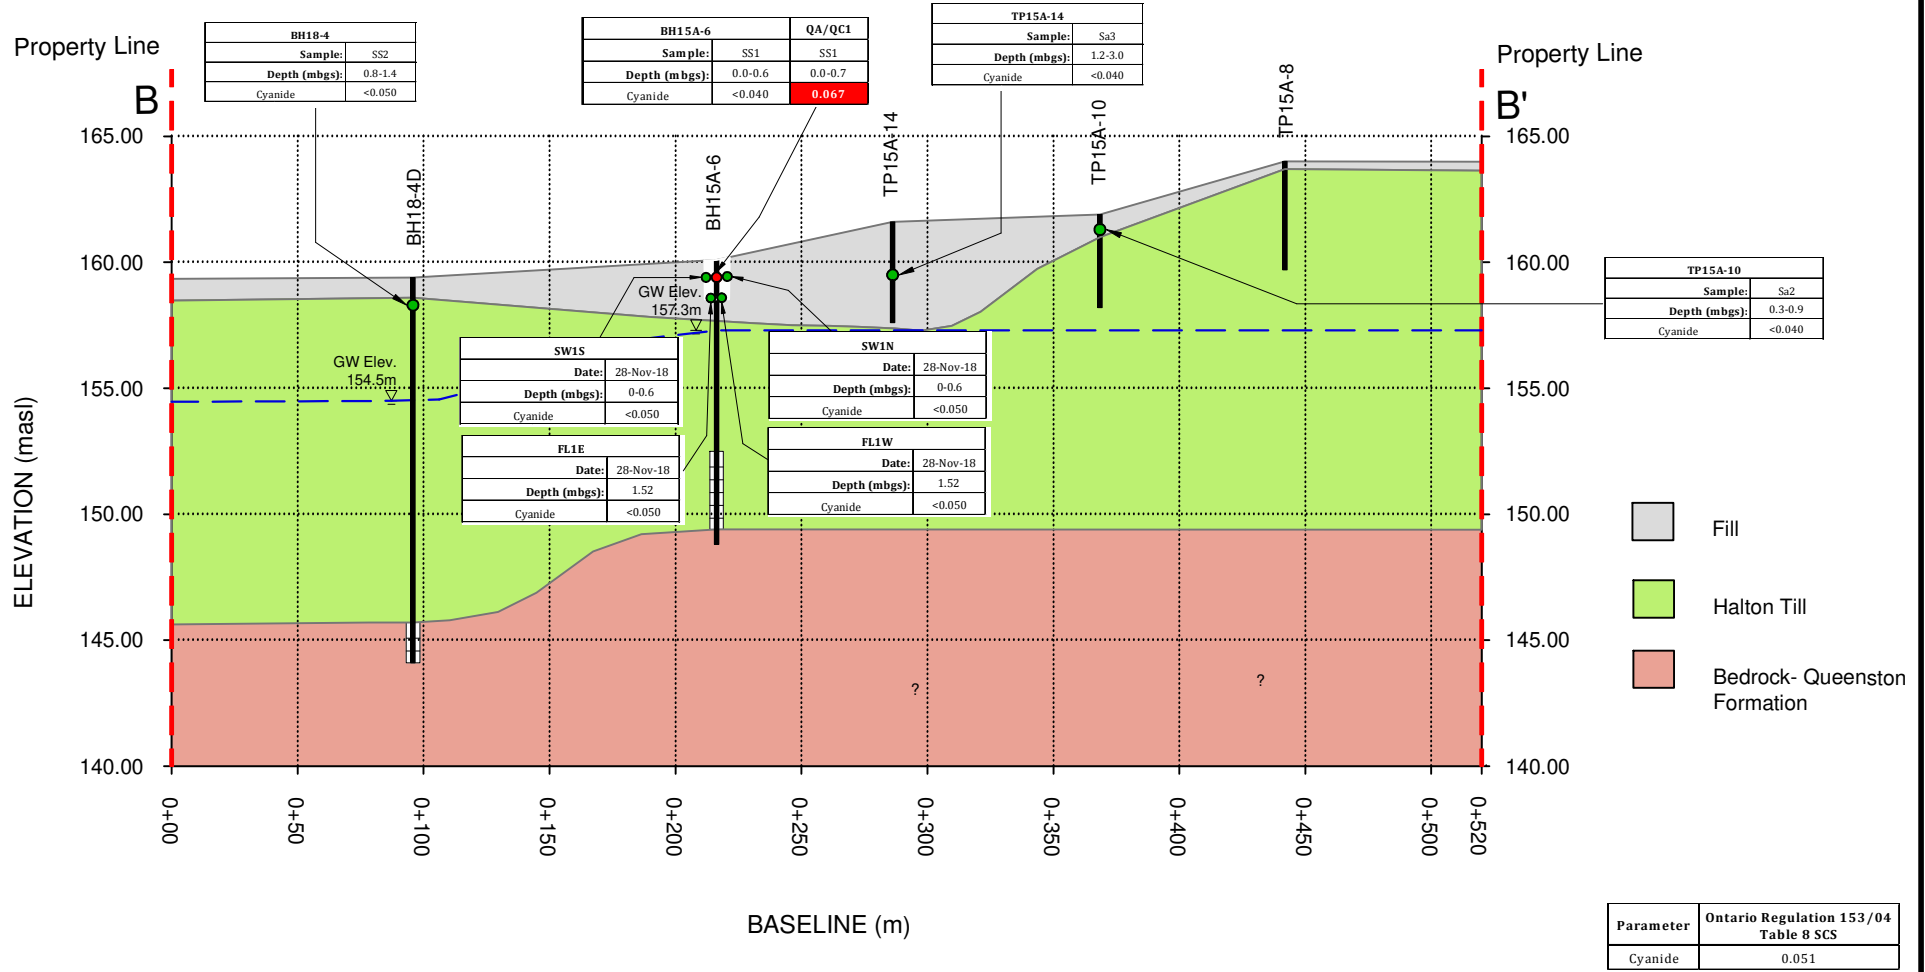 Property Line
B
BH18-4
Sample: SS2
Depth (mbgs): 0.8-1.4
Cyanide <0.050
BH15A-6 QA/QC1
Sample: SS1 SS1
Depth (mbgs): 0.0-0.6 0.0-0.7
Cyanide <0.040 0.067
TP15A-14
Sample: Sa3
Depth (mbgs): 1.2-3.0
Cyanide <0.040
Property Line
B'
BH18-4D
BH15A-6
TP15A-14
TP15A-10
TP15A-8
165.00
160.00
155.00
150.00
145.00
140.00
ELEVATION (masl)
165.00
160.00
155.00
150.00
145.00
140.00
TP15A-10
Sample: Sa2
Depth (mbgs): 0.3-0.9
Cyanide <0.040
GW Elev.
157.3m
GW Elev.
154.5m
SW1S
Date: 28-Nov-18
Depth (mbgs): 0-0.6
Cyanide <0.050
SW1N
Date: 28-Nov-18
Depth (mbgs): 0-0.6
Cyanide <0.050
FL1E
Date: 28-Nov-18
Depth (mbgs): 1.52
Cyanide <0.050
FL1W
Date: 28-Nov-18
Depth (mbgs): 1.52
Cyanide <0.050
? ?
Fill
Halton Till
Bedrock- Queenston
Formation
0+00 0+50 0+100 0+150 0+200 0+250 0+300 0+350 0+400 0+450 0+500 0+520
BASELINE (m)
Parameter Ontario Regulation 153/04
Table 8 SCS
Cyanide 0.051